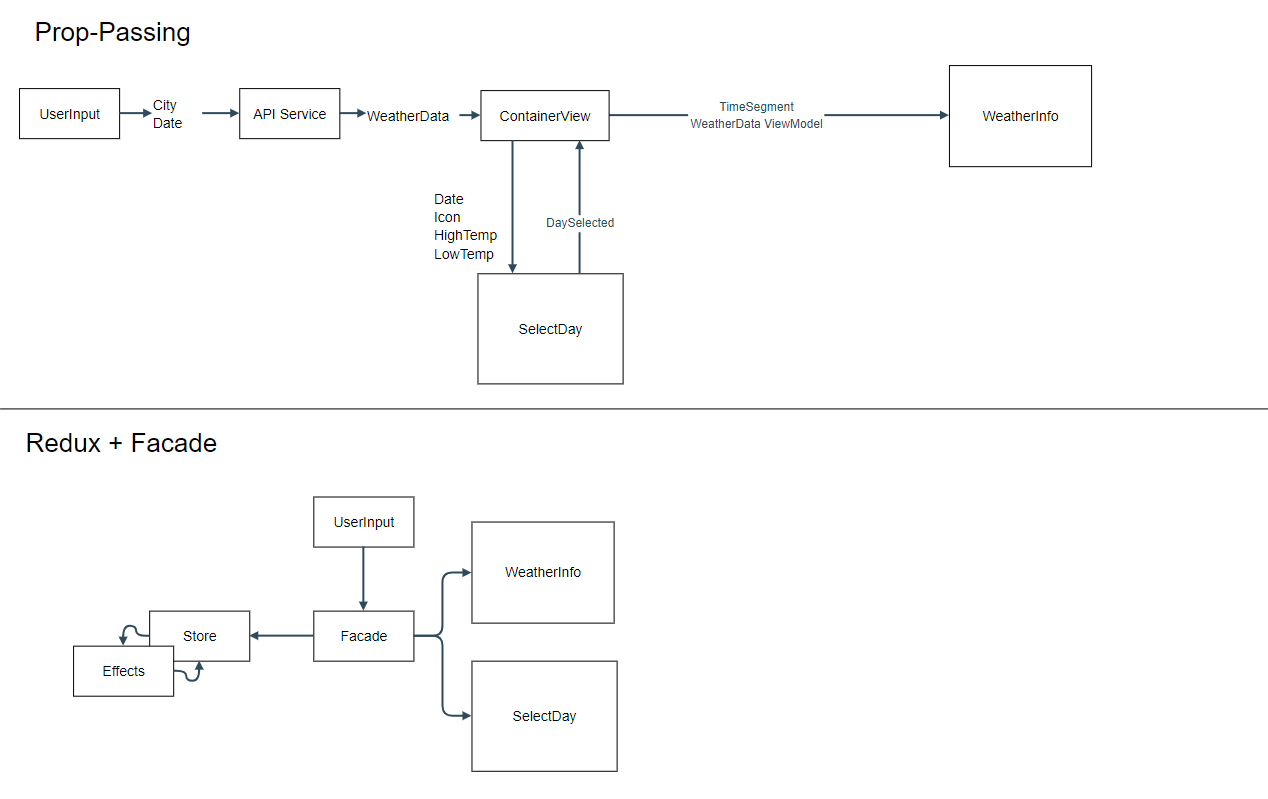 Prop-Passing
UserInput
City
Date
API Service
WeatherData
ContainerView
TimeSegment
WeatherData ViewModel
WeatherInfo
Date
Icon
HighTemp
LowTemp
DaySelected
SelectDay
Redux + Facade
UserInput
WeatherInfo
Store
Facade
Effects
SelectDay